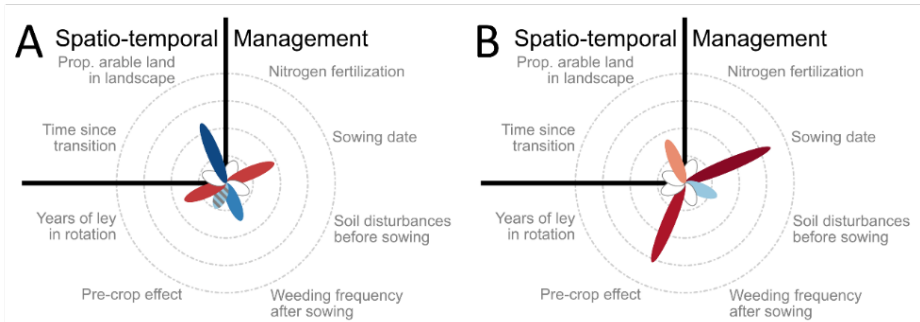 A
Spatio-temporal
Management
Prop. arable land
in landscape
Nitrogen fertilization
Time since
transition
Sowing date
Years of ley
in rotation
Soil disturbances
before sowing
Pre-crop effect
Weeding frequency
after sowing
B
Spatio-temporal
Management
Prop. arable land
in landscape
Nitrogen fertilization
Time since
transition
Sowing date
Years of ley
in rotation
Soil disturbances
before sowing
Pre-crop effect
Weeding frequency
after sowing